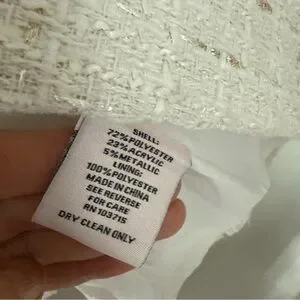 SHELL:
72% POLYESTER
23% ACRYLIC
5% METALLIC
LINING:
100% POLYESTER
MADE IN CHINA
SEE REVERSE
FOR CARE
RN 103715
DRY CLEAN ONLY